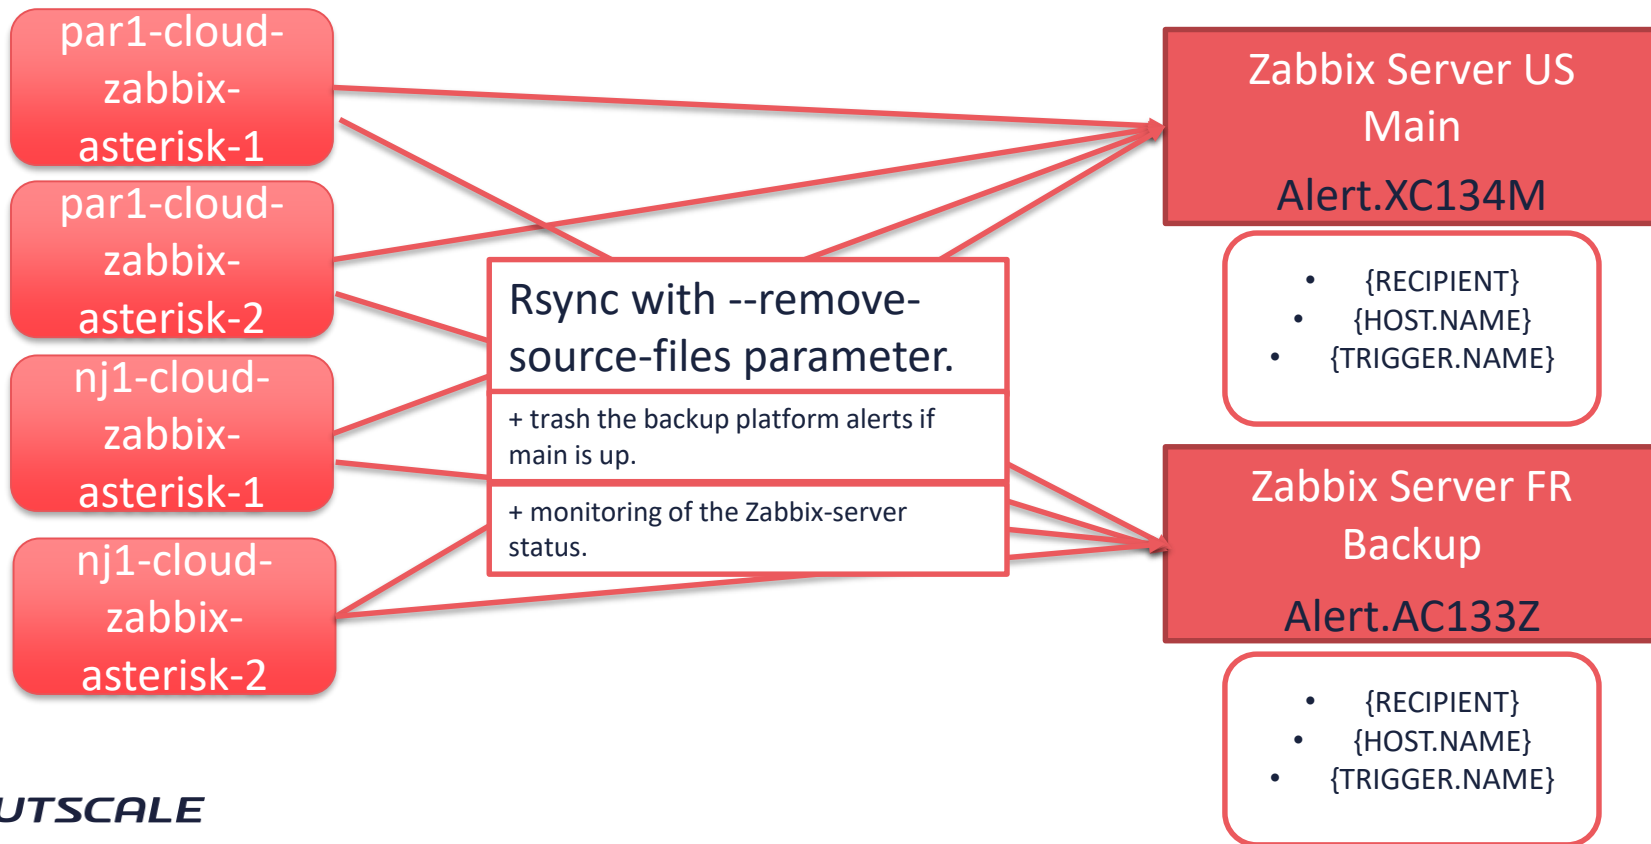 par1-cloud-
zabbix-
asterisk-1
par1-cloud-
zabbix-
asterisk-2
nj1-cloud-
zabbix-
asterisk-1
nj1-cloud-
zabbix-
asterisk-2
Rsync with --remove-
source-files parameter.
+ trash the backup platform alerts if
main is up.
+ monitoring of the Zabbix-server
status.
Zabbix Server US
Main
Alert.XC134M
• {RECIPIENT}
• {HOST.NAME}
• {TRIGGER.NAME}
Zabbix Server FR
Backup
Alert.AC133Z
• {RECIPIENT}
• {HOST.NAME}
• {TRIGGER.NAME}
UTSCALE